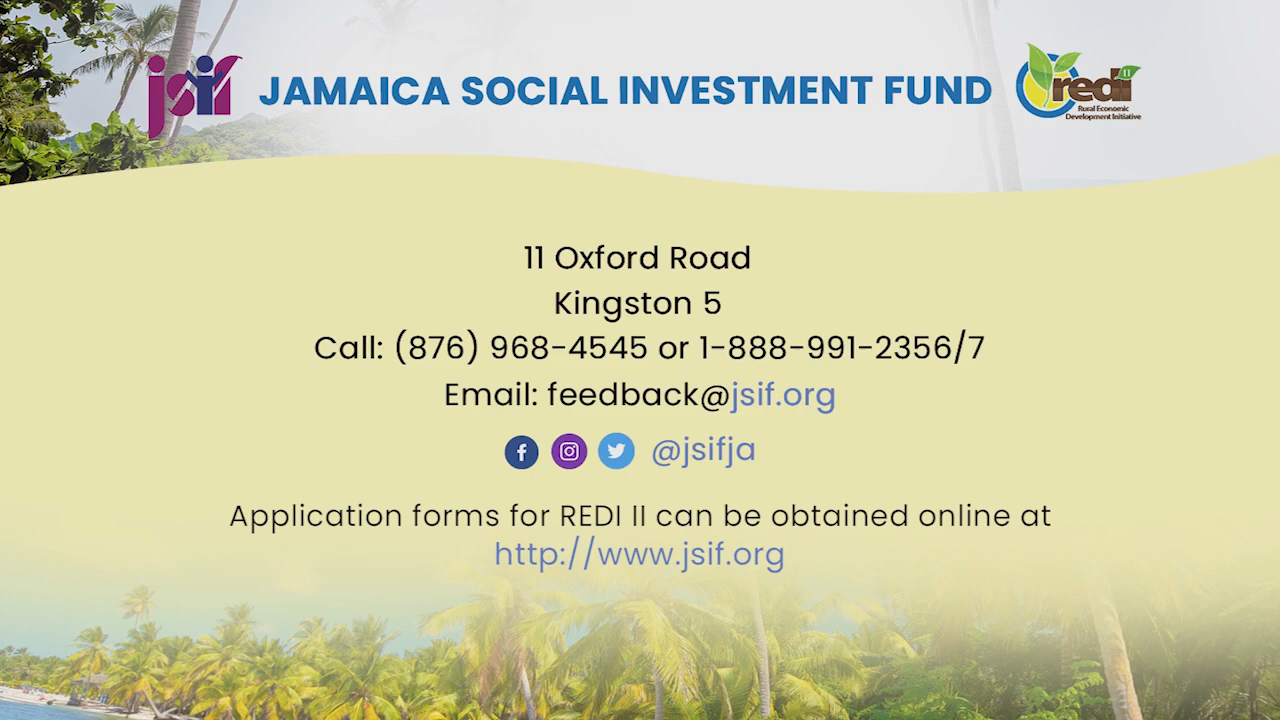 jsif JAMAICA SOCIAL INVESTMENT FUND redi II
Rural Economic
Development Initiative
11 Oxford Road
Kingston 5
Call: (876) 968-4545 or 1-888-991-2356/7
Email: feedback@jsif.org
@jsifja
Application forms for REDI II can be obtained online at
http://www.jsif.org